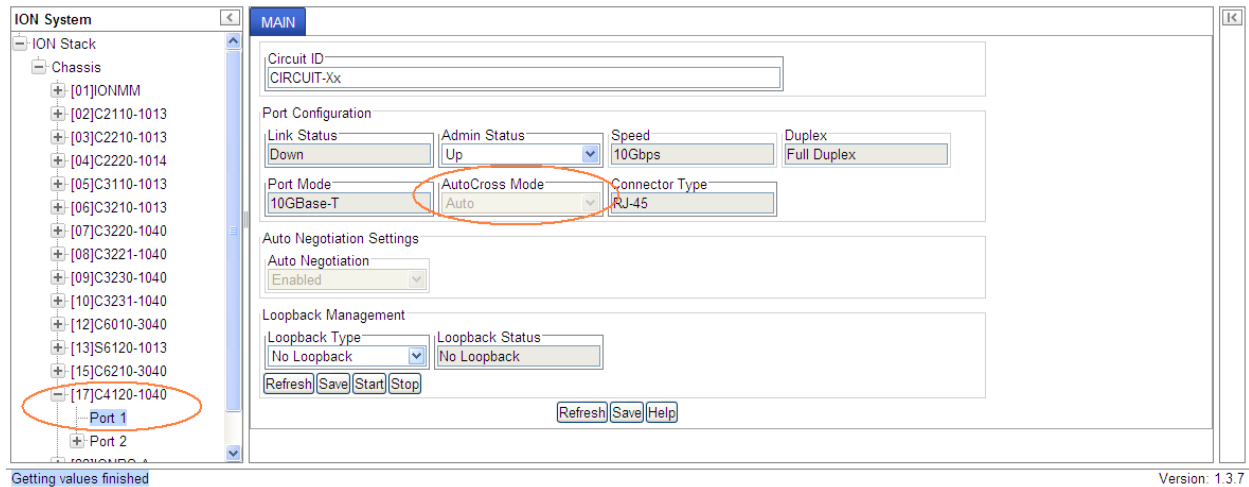 ION System
MAIN
ION Stack
Chassis
[01]IONMM
[02]C2110-1013
[03]C2210-1013
[04]C2220-1014
[05]C3110-1013
[06]C3210-1013
[07]C3220-1040
[08]C3221-1040
[09]C3230-1040
[10]C3231-1040
[12]C6010-3040
[13]S6120-1013
[15]C6210-3040
[17]C4120-1040
Port 1
Port 2
Circuit ID
CIRCUIT-Xx
Port Configuration
Link Status Admin Status Speed Duplex
Down Up 10Gbps Full Duplex
Port Mode AutoCross Mode Connector Type
10GBase-T Auto RJ-45
Auto Negotiation Settings
Auto Negotiation
Enabled
Loopback Management
Loopback Type Loopback Status
No Loopback No Loopback
Refresh Save Start Stop
Refresh Save Help
Getting values finished
Version: 1.3.7